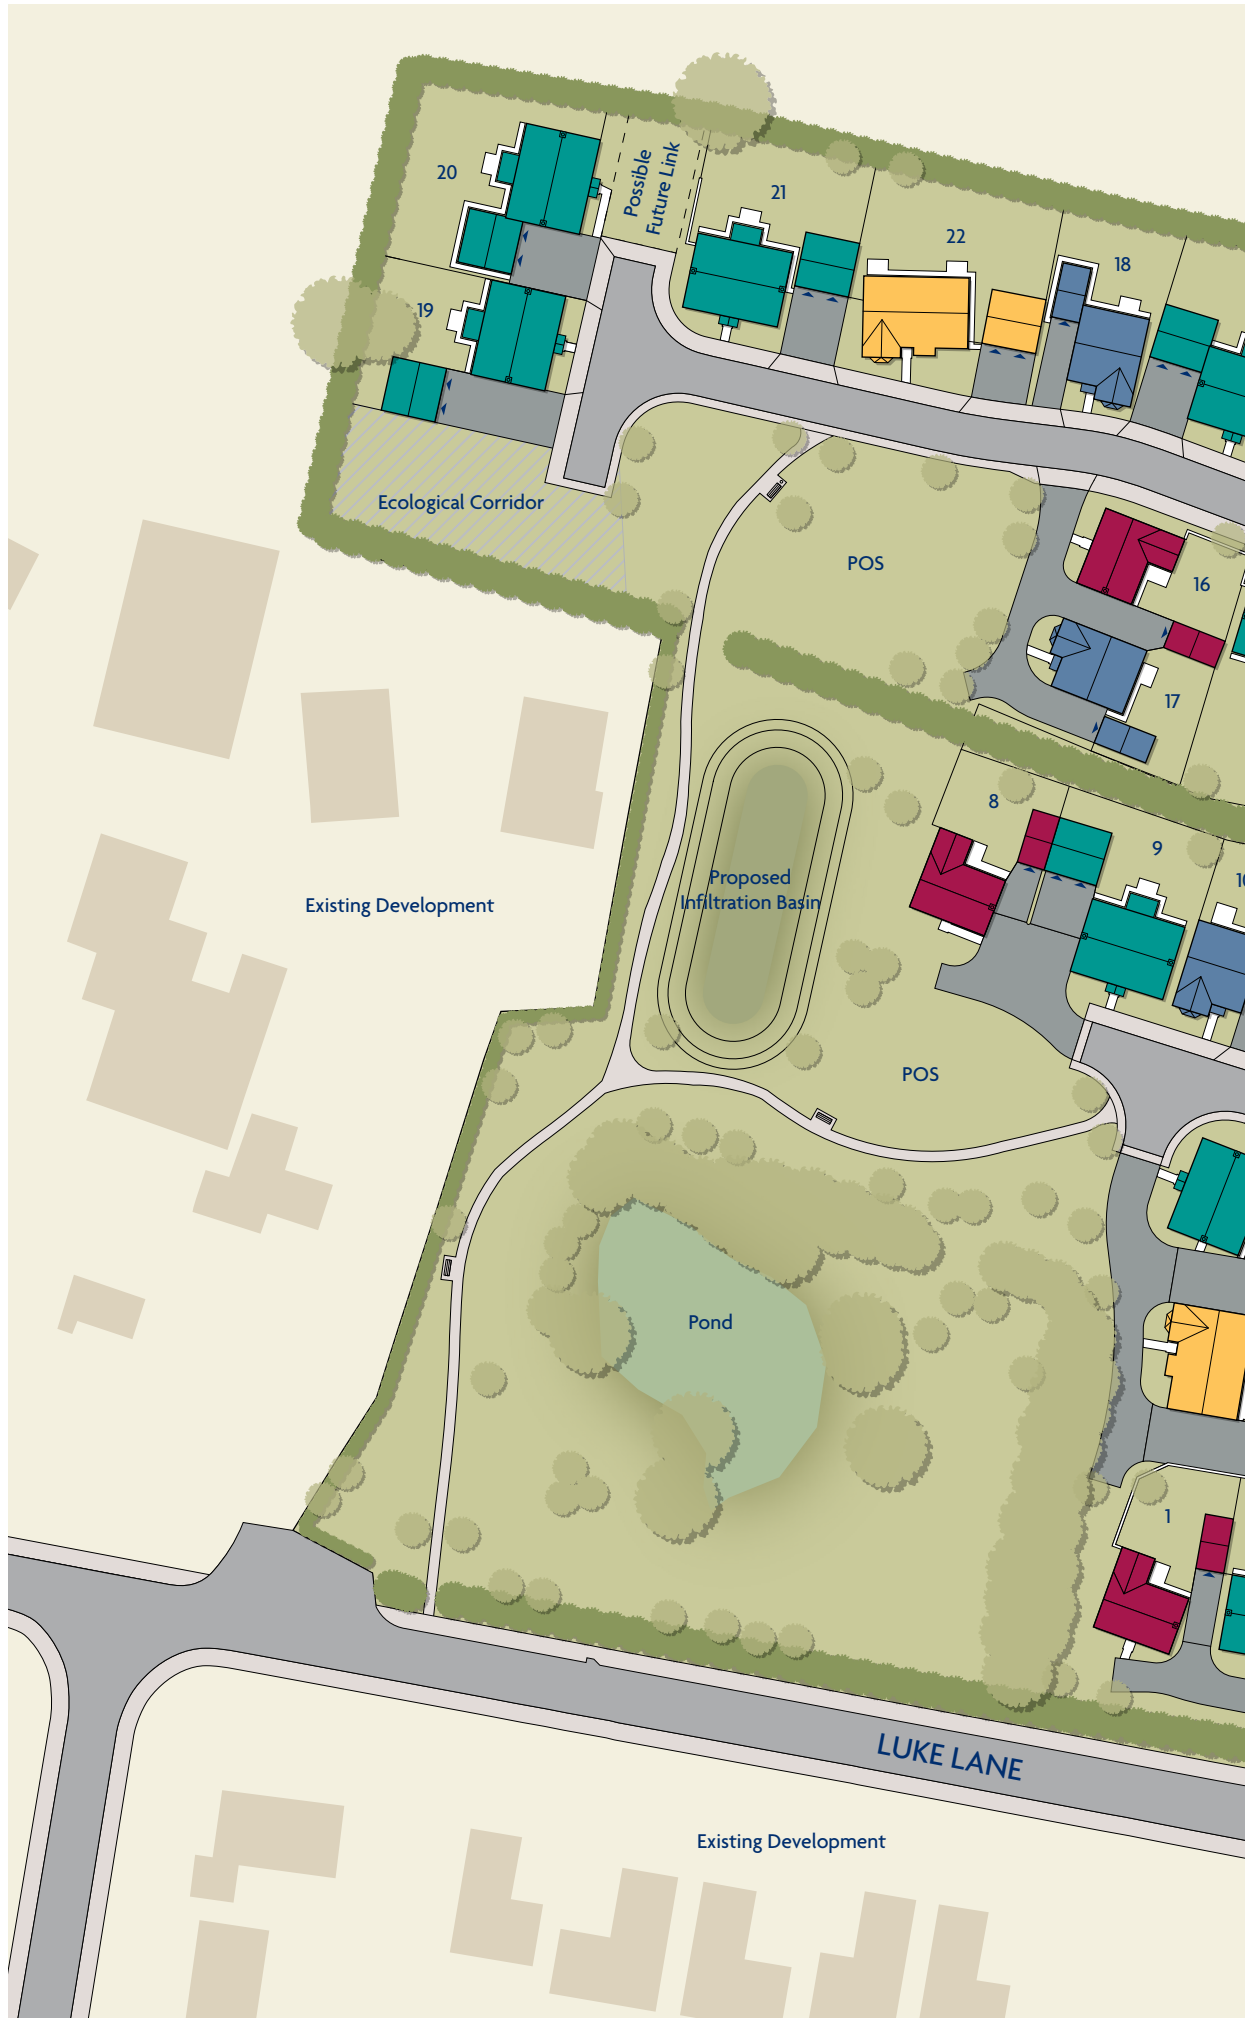 20
Possible
Future Link
21
22
18
19
Ecological Corridor
POS
16
17
8
9
Proposed
Infiltration Basin
Existing Development
POS
Pond
1
LUKE LANE
Existing Development